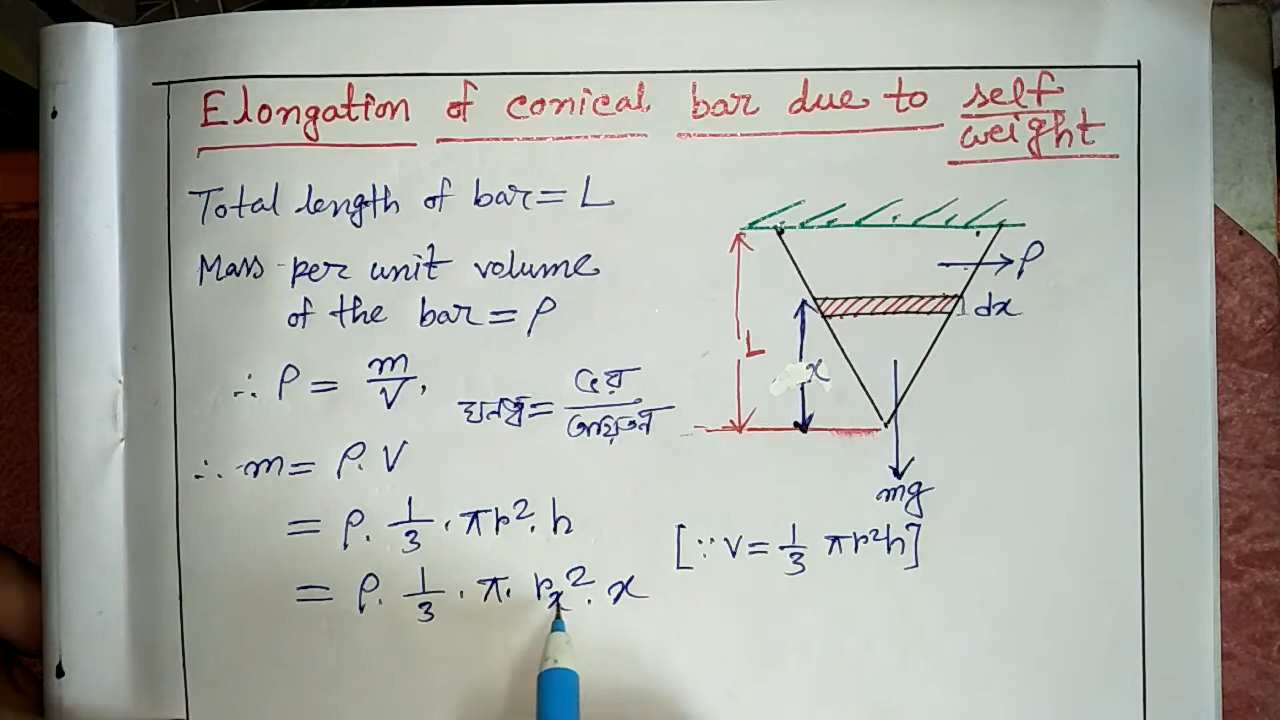 Elongation of conical bar due to self weight
Total length of bar = L
Mass per unit volume
of the bar = ρ
∴ ρ = m/V,
ঘনত্ব = ভর/আয়তন
∴ m = ρ. V
= ρ. 1/3 . πr². h
[∵ V = 1/3 πr²h]
= ρ. 1/3 . π. rₓ². x
ρ
dx
L
x
mg